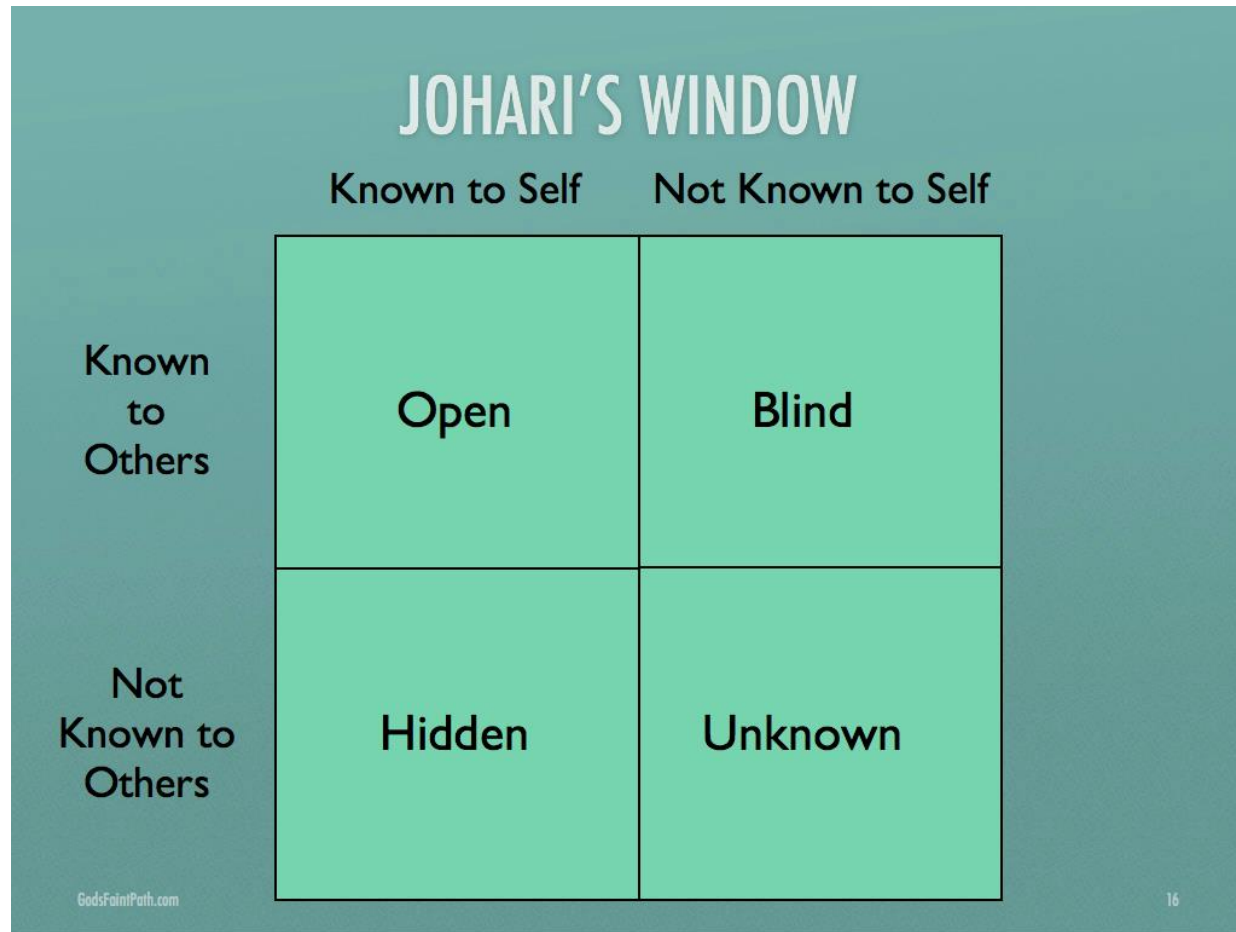 JOHARI'S WINDOW
Known to Self Not Known to Self
Known
to
Others
Open
Blind
Not
Known to
Others
Hidden
Unknown
GodsFaintPath.com
16